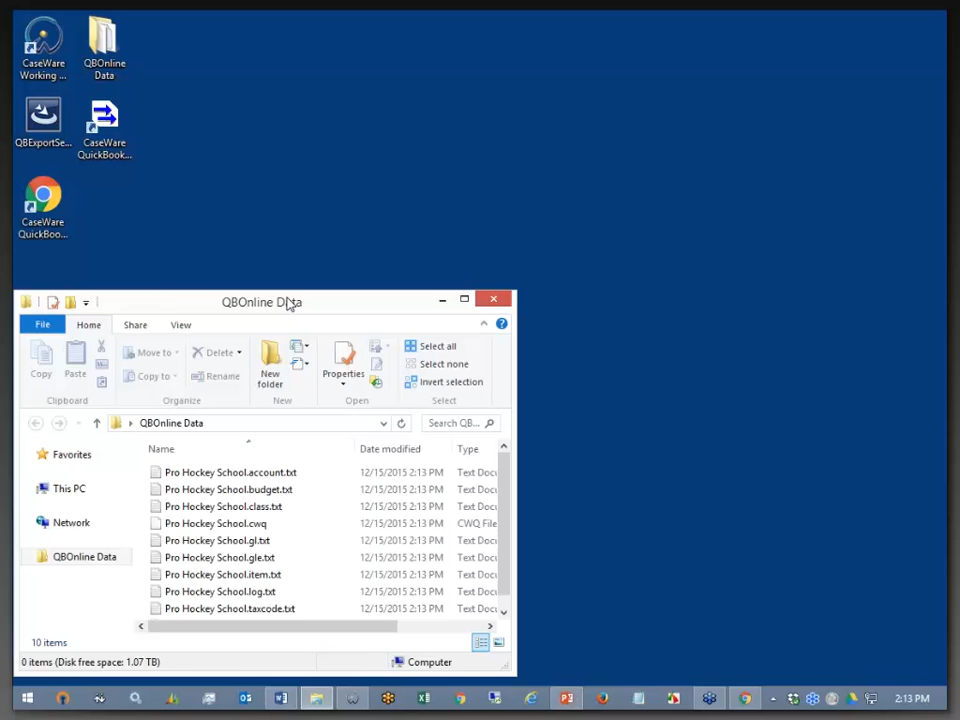 CaseWare
Working ...
QBOnline
Data
QBExportSe...
CaseWare
QuickBook...
CaseWare
QuickBoo...
QBOnline Data
File Home Share View
Copy
Paste
Move to
Copy to
Delete
Rename
New
folder
Properties
Select all
Select none
Invert selection
Clipboard Organize New Open Select
QBOnline Data
Search QB...
Name Date modified Type
Favorites
This PC
Network
QBOnline Data
Pro Hockey School.account.txt 12/15/2015 2:13 PM Text Docu
Pro Hockey School.budget.txt 12/15/2015 2:13 PM Text Docu
Pro Hockey School.class.txt 12/15/2015 2:13 PM Text Docu
Pro Hockey School.cwq 12/15/2015 2:13 PM CWQ File
Pro Hockey School.gl.txt 12/15/2015 2:13 PM Text Docu
Pro Hockey School.gle.txt 12/15/2015 2:13 PM Text Docu
Pro Hockey School.item.txt 12/15/2015 2:13 PM Text Docu
Pro Hockey School.log.txt 12/15/2015 2:13 PM Text Docu
Pro Hockey School.taxcode.txt 12/15/2015 2:13 PM Text Docu
10 items
0 items (Disk free space: 1.07 TB)
Computer
2:13 PM